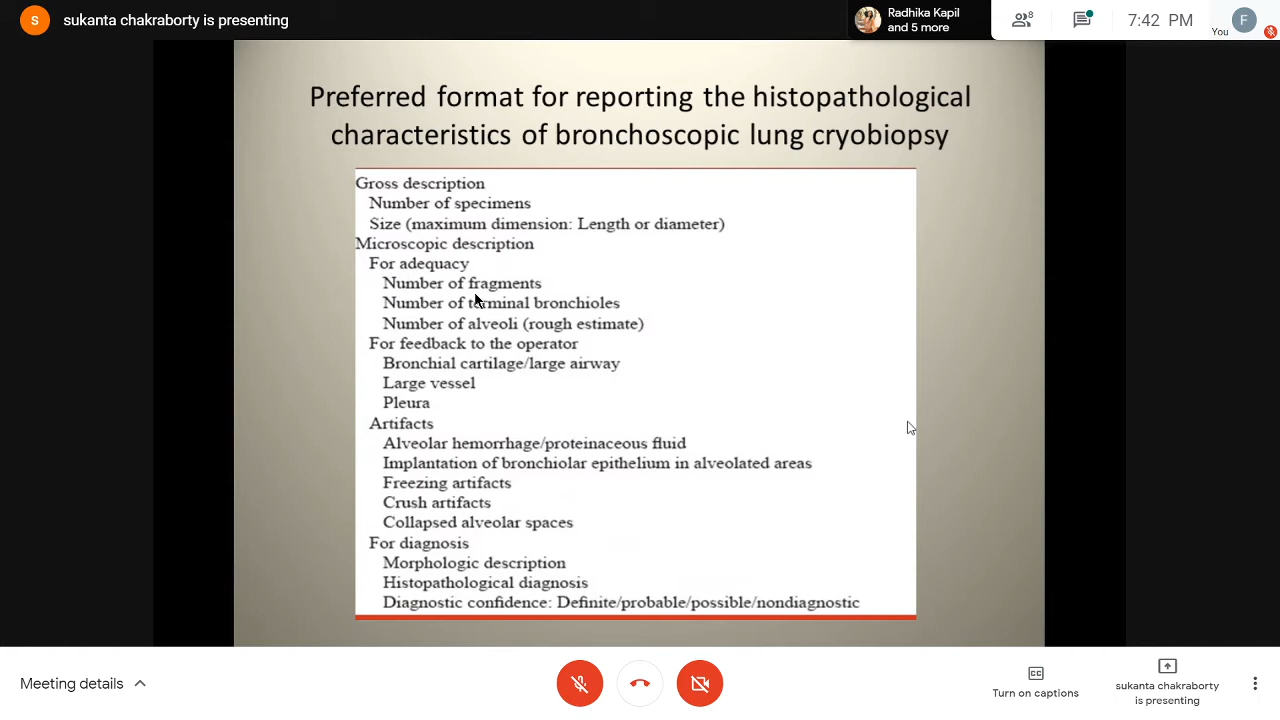 S
sukanta chakraborty is presenting
Radhika Kapil
and 5 more
8
7:42 PM
You
F
Preferred format for reporting the histopathological
characteristics of bronchoscopic lung cryobiopsy
Gross description
Number of specimens
Size (maximum dimension: Length or diameter)
Microscopic description
For adequacy
Number of fragments
Number of terminal bronchioles
Number of alveoli (rough estimate)
For feedback to the operator
Bronchial cartilage/large airway
Large vessel
Pleura
Artifacts
Alveolar hemorrhage/proteinaceous fluid
Implantation of bronchiolar epithelium in alveolated areas
Freezing artifacts
Crush artifacts
Collapsed alveolar spaces
For diagnosis
Morphologic description
Histopathological diagnosis
Diagnostic confidence: Definite/probable/possible/nondiagnostic
Meeting details
CC
Turn on captions
sukanta chakraborty
is presenting